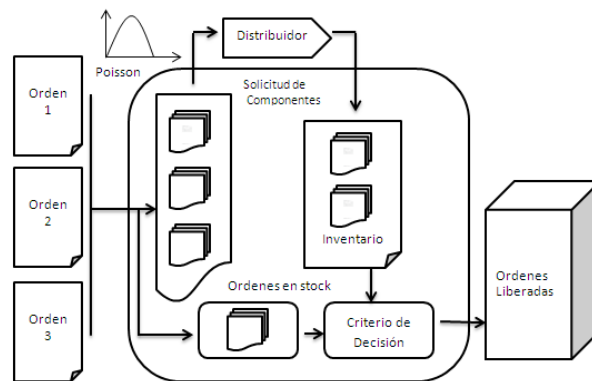 Distribuidor
Poisson
Solicitud de
Componentes
Orden
1
Orden
2
Orden
3
Inventario
Ordenes en stock
Criterio de
Decisión
Ordenes
Liberadas